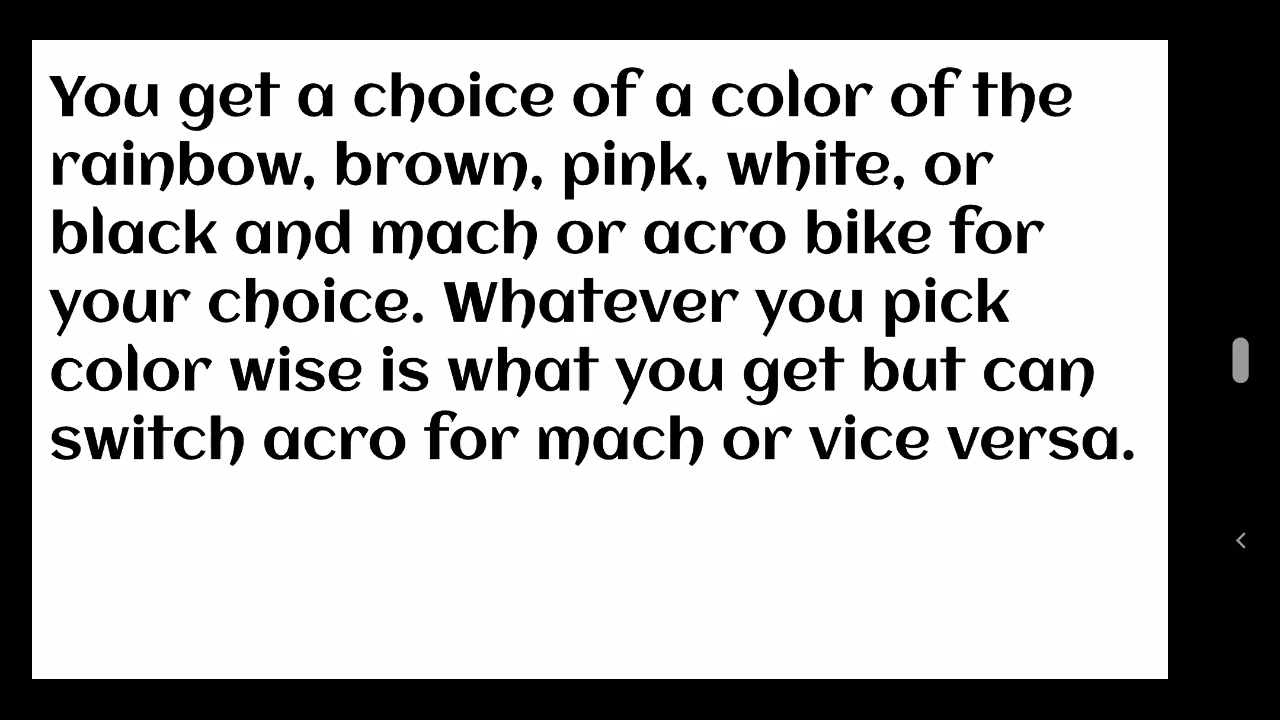 You get a choice of a color of the
rainbow, brown, pink, white, or
black and mach or acro bike for
your choice. Whatever you pick
color wise is what you get but can
switch acro for mach or vice versa.